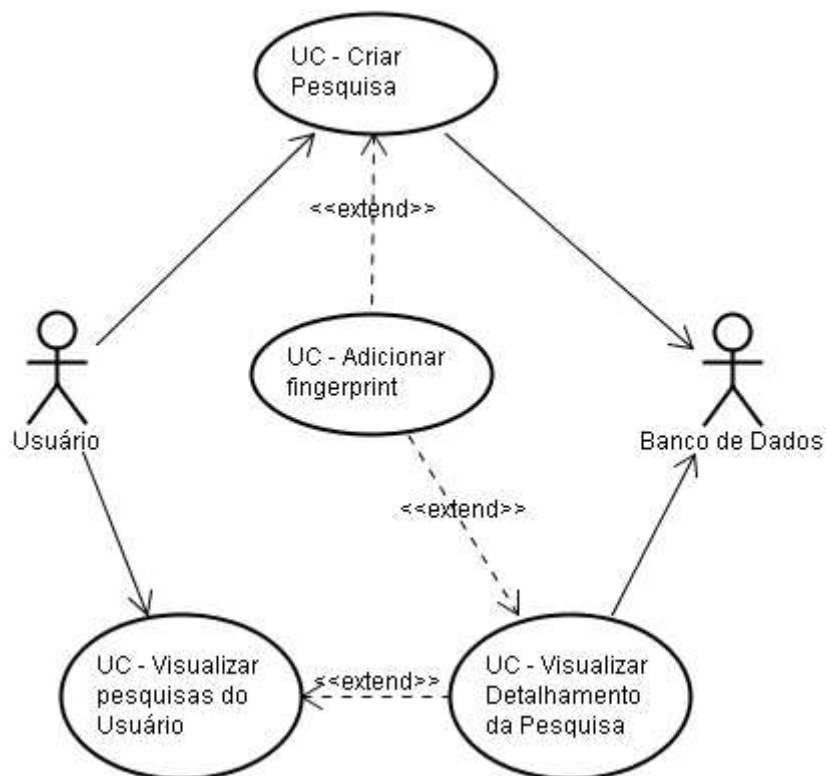 UC - Criar
Pesquisa
<<extend>>
UC - Adicionar
fingerprint
Usuário
Banco de Dados
<<extend>>
UC - Visualizar
pesquisas do
Usuário
<<extend>>
UC - Visualizar
Detalhamento
da Pesquisa